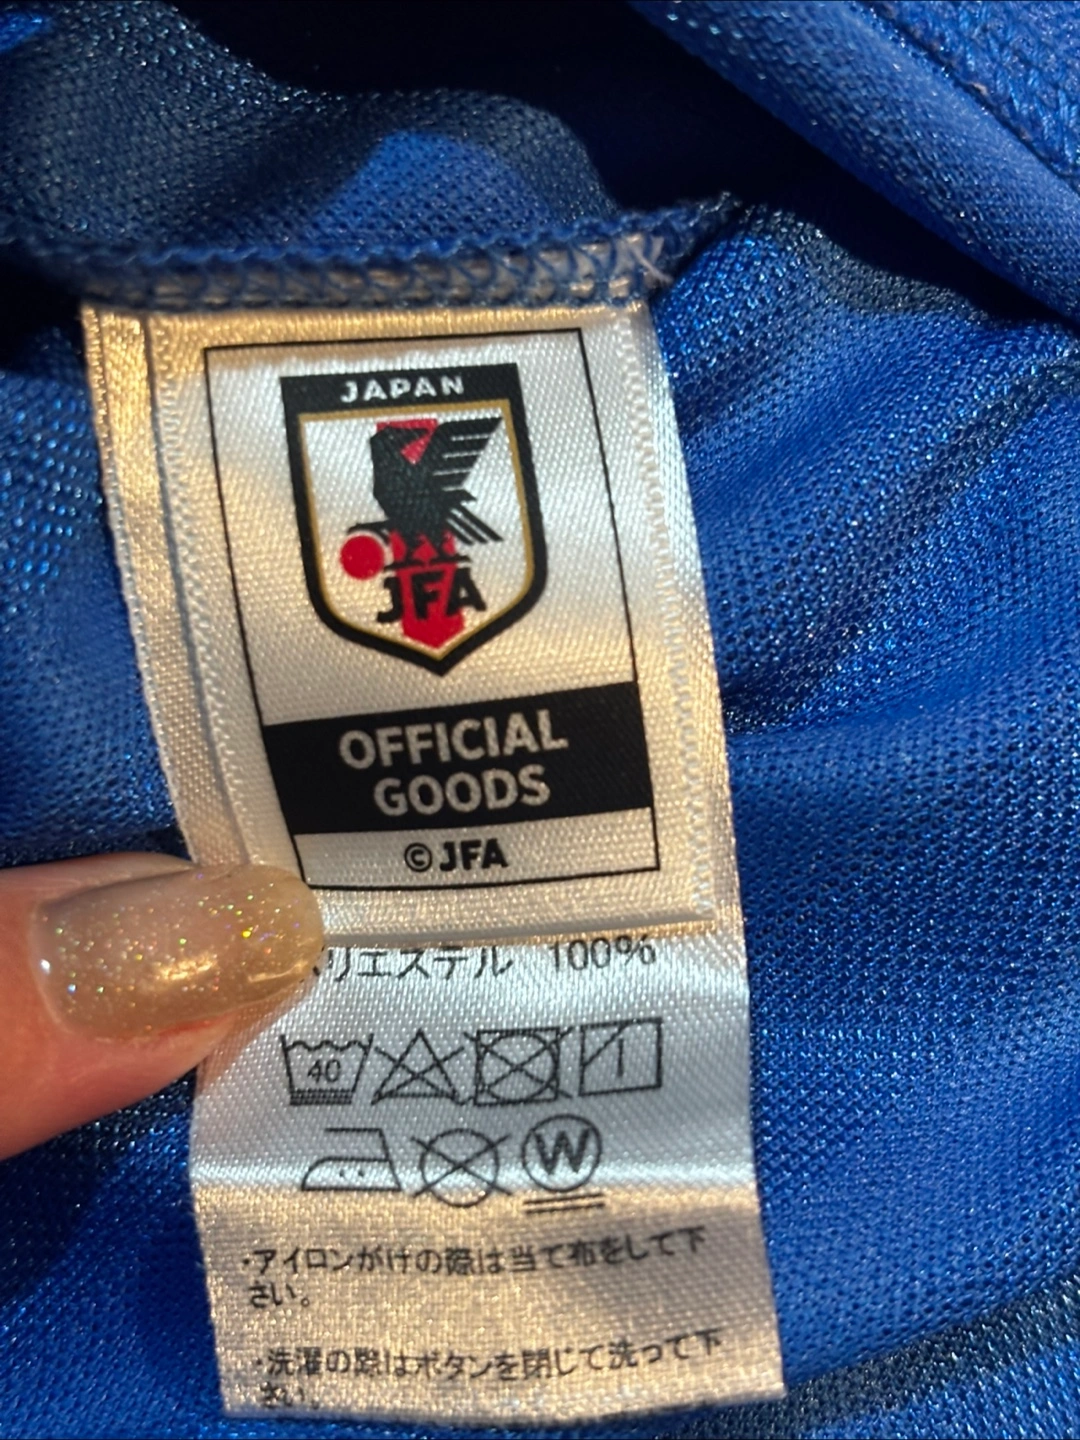 JAPAN
JFA
OFFICIAL
GOODS
©JFA
リエステル 100%
40
W
・アイロンがけの際は当て布をして下
さい。
・洗濯の際はボタンを閉じて洗って下
さい。